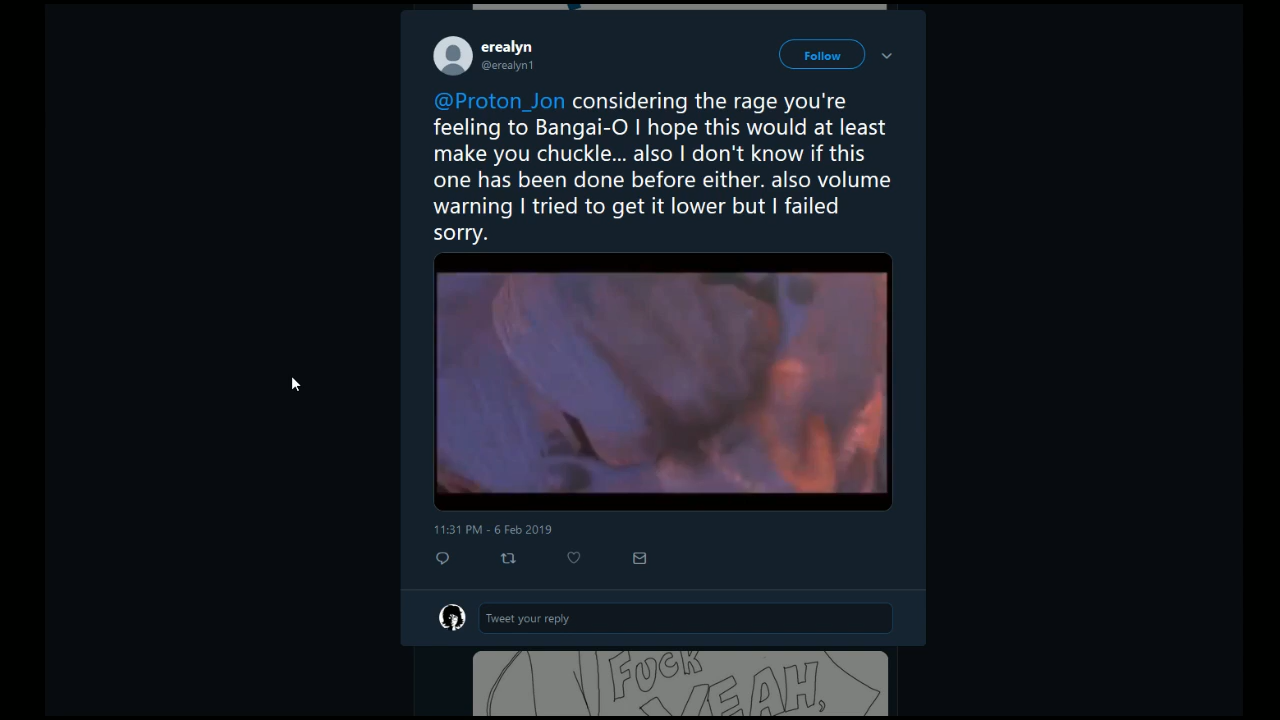 erealyn
@erealyn1
Follow
@Proton_Jon considering the rage you're
feeling to Bangai-O I hope this would at least
make you chuckle... also I don't know if this
one has been done before either. also volume
warning I tried to get it lower but I failed
sorry.
11:31 PM - 6 Feb 2019
Tweet your reply
FUCK
YEAH,